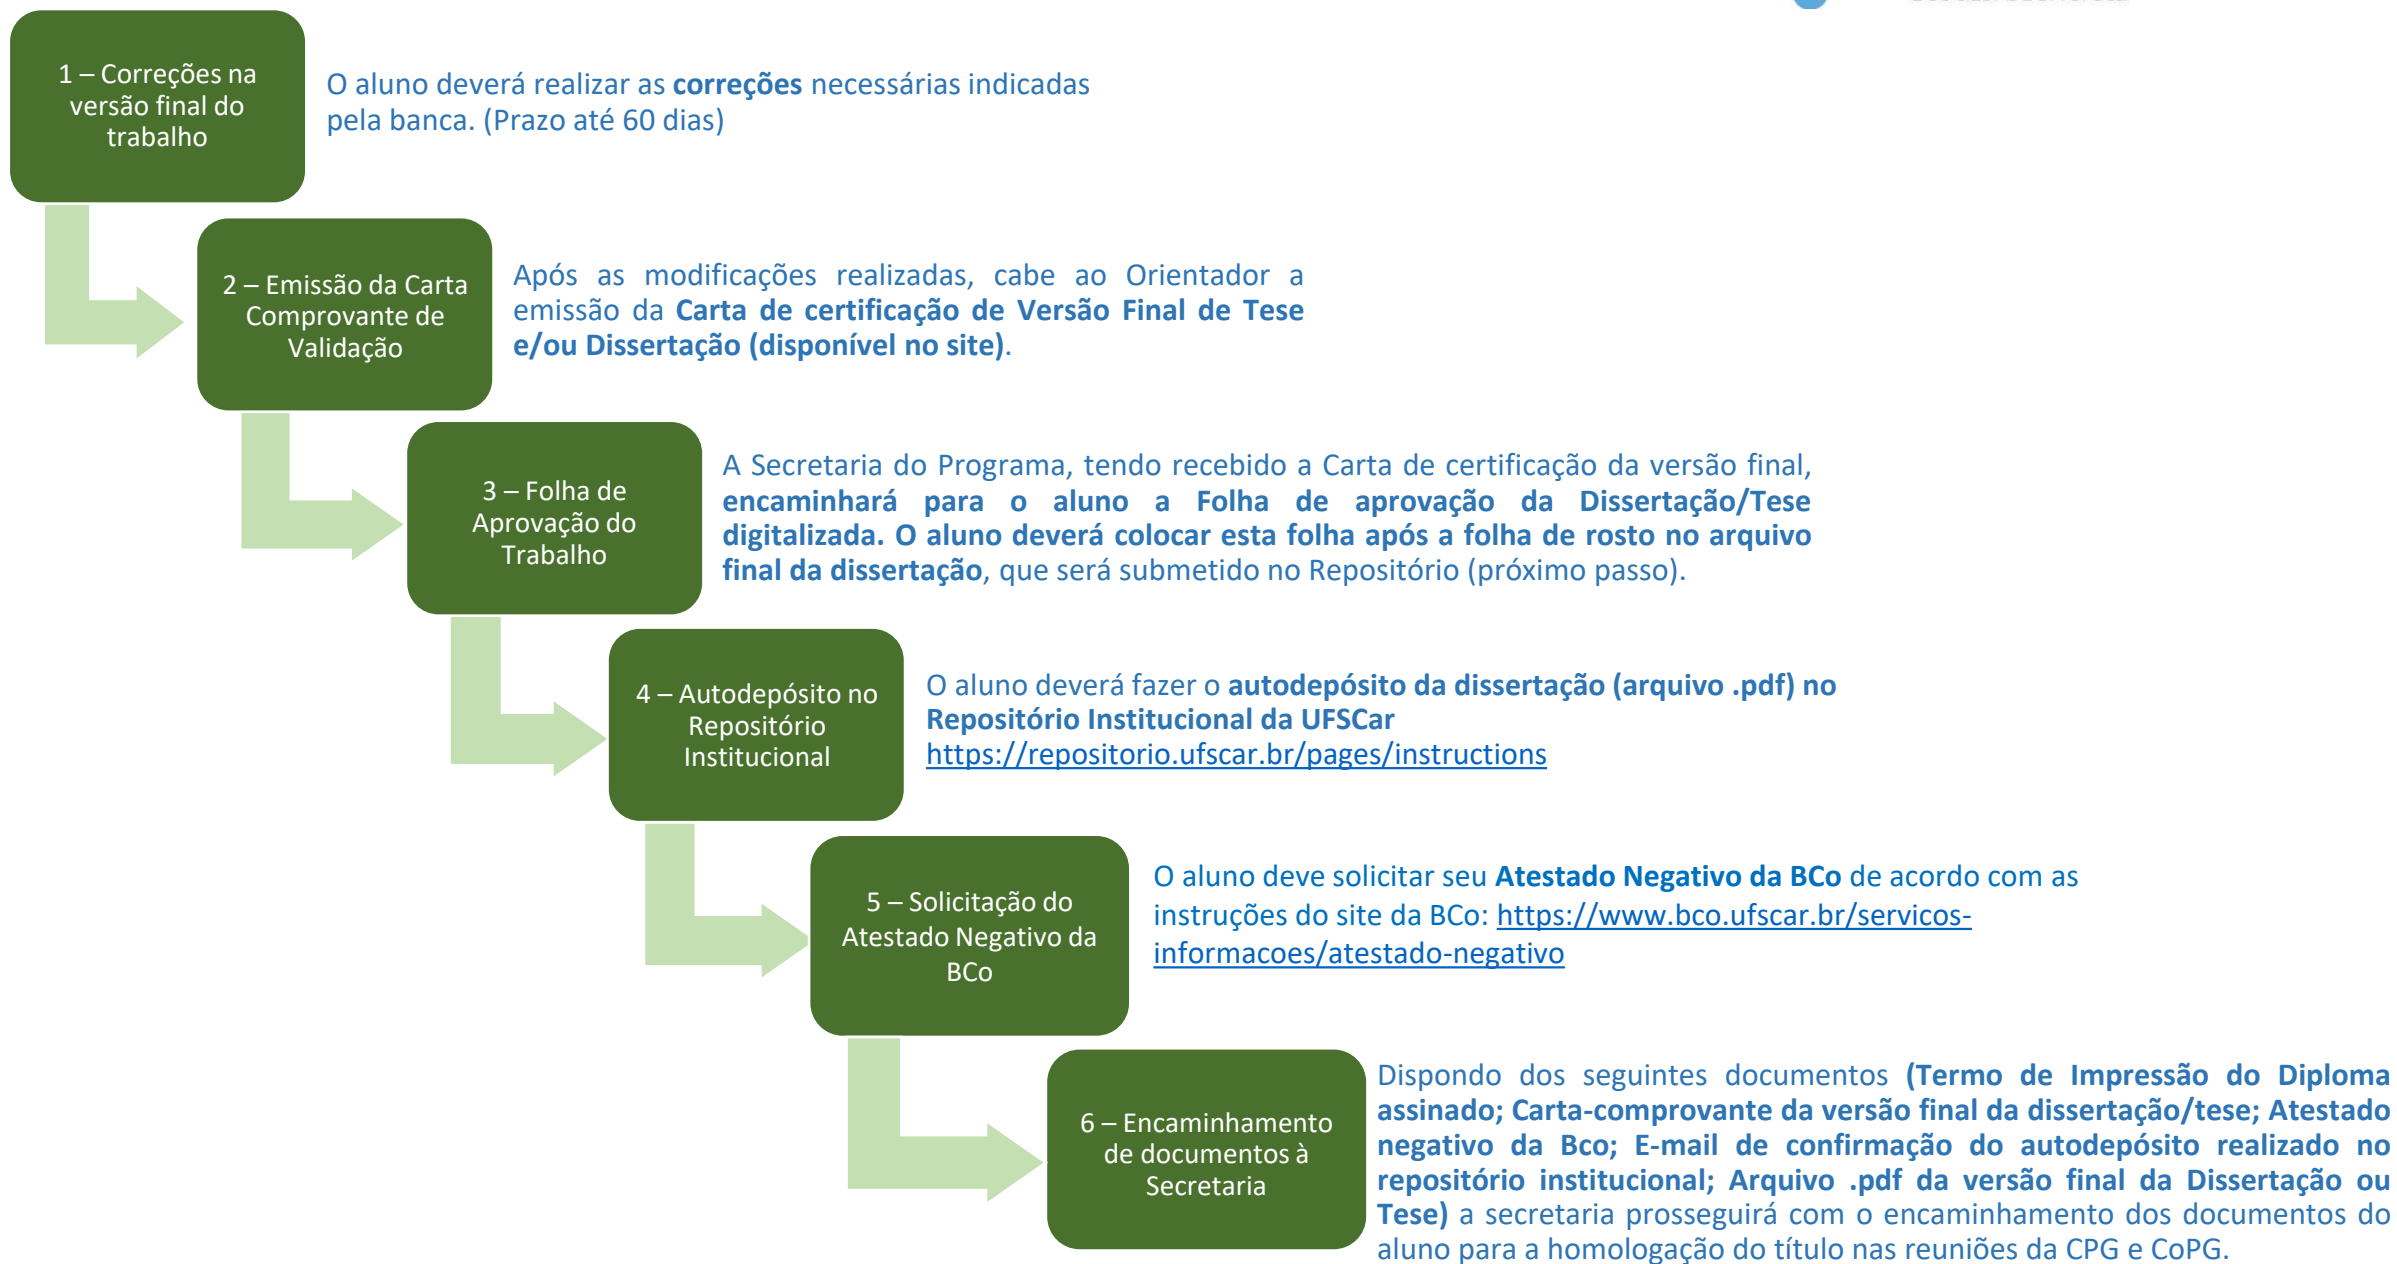 1 – Correções na
versão final do
trabalho
O aluno deverá realizar as correções necessárias indicadas
pela banca. (Prazo até 60 dias)
2 – Emissão da Carta
Comprovante de
Validação
Após as modificações realizadas, cabe ao Orientador a
emissão da Carta de certificação de Versão Final de Tese
e/ou Dissertação (disponível no site).
3 – Folha de
Aprovação do
Trabalho
A Secretaria do Programa, tendo recebido a Carta de certificação da versão final,
encaminhará para o aluno a Folha de aprovação da Dissertação/Tese
digitalizada. O aluno deverá colocar esta folha após a folha de rosto no arquivo
final da dissertação, que será submetido no Repositório (próximo passo).
4 – Autodepósito no
Repositório
Institucional
O aluno deverá fazer o autodepósito da dissertação (arquivo .pdf) no
Repositório Institucional da UFSCar
https://repositorio.ufscar.br/pages/instructions
5 – Solicitação do
Atestado Negativo da
BCo
O aluno deve solicitar seu Atestado Negativo da BCo de acordo com as
instruções do site da BCo: https://www.bco.ufscar.br/servicos-
informacoes/atestado-negativo
6 – Encaminhamento
de documentos à
Secretaria
Dispondo dos seguintes documentos (Termo de Impressão do Diploma
assinado; Carta-comprovante da versão final da dissertação/tese; Atestado
negativo da Bco; E-mail de confirmação do autodepósito realizado no
repositório institucional; Arquivo .pdf da versão final da Dissertação ou
Tese) a secretaria prosseguirá com o encaminhamento dos documentos do
aluno para a homologação do título nas reuniões da CPG e CoPG.